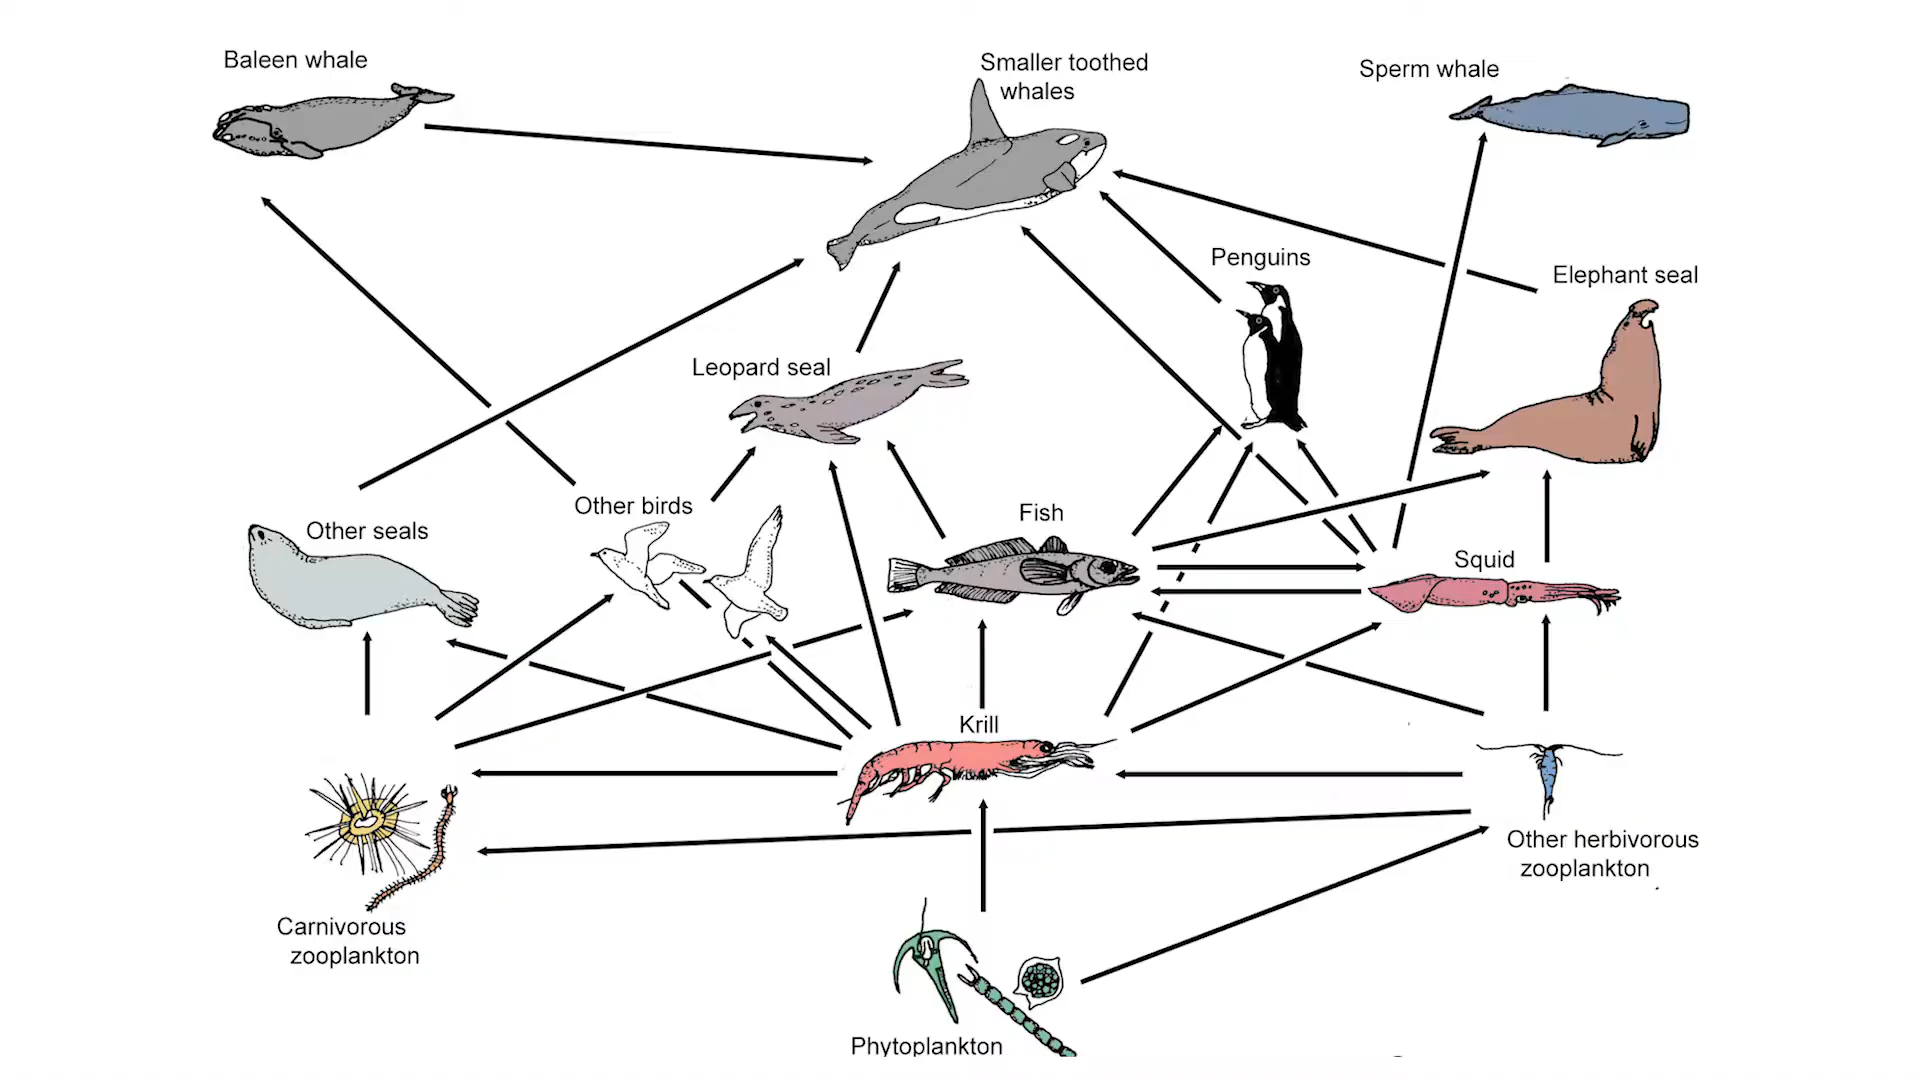 Baleen whale
Smaller toothed
whales
Sperm whale
Penguins
Elephant seal
Leopard seal
Other birds
Fish
Other seals
Squid
Krill
Other herbivorous
zooplankton
Carnivorous
zooplankton
Phytoplankton